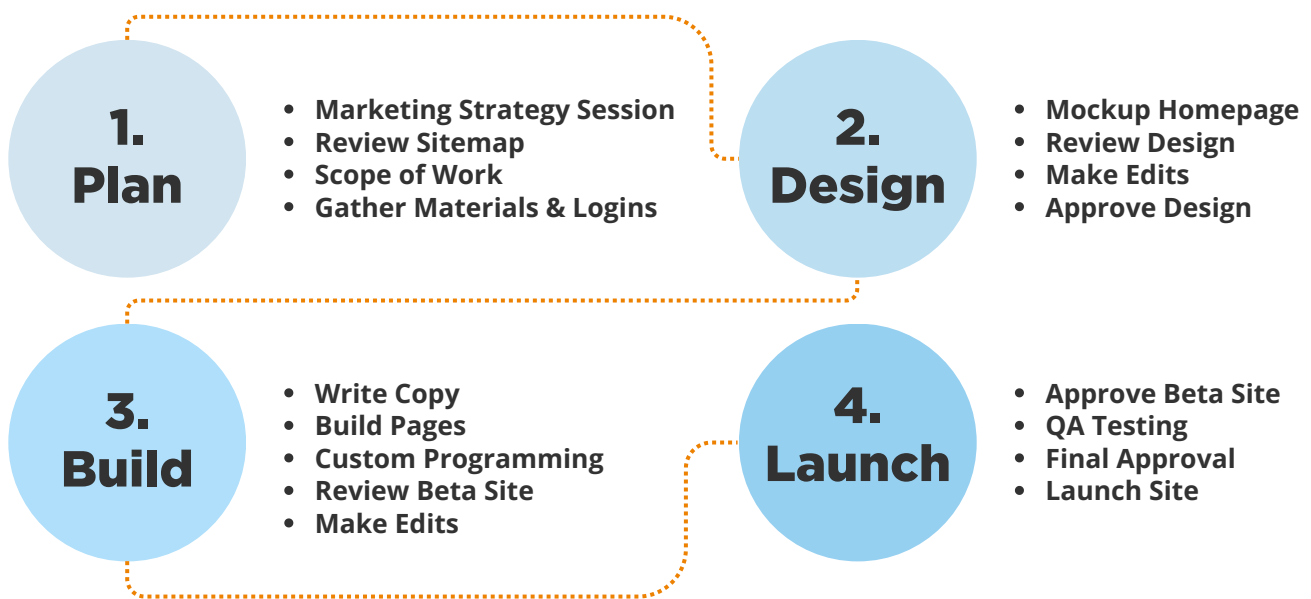 1.
Plan
• Marketing Strategy Session
• Review Sitemap
• Scope of Work
• Gather Materials & Logins
2.
Design
• Mockup Homepage
• Review Design
• Make Edits
• Approve Design
3.
Build
• Write Copy
• Build Pages
• Custom Programming
• Review Beta Site
• Make Edits
4.
Launch
• Approve Beta Site
• QA Testing
• Final Approval
• Launch Site